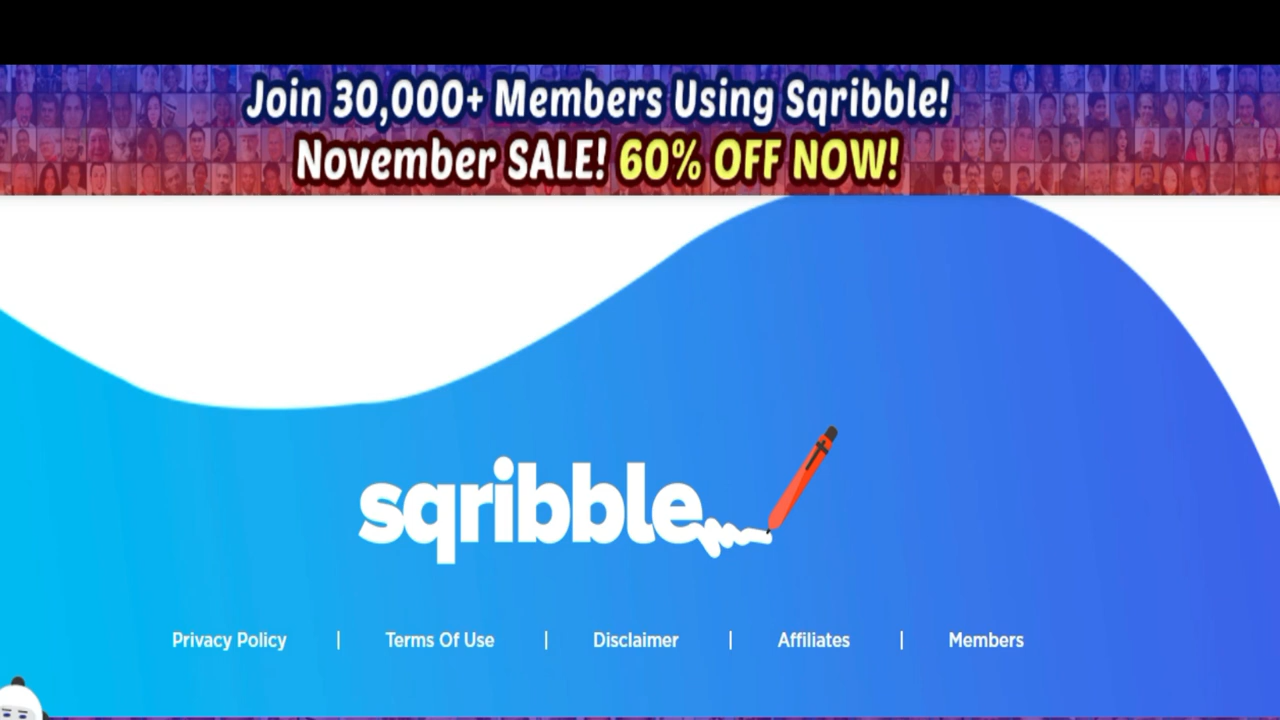 Join 30,000+ Members Using Sqribble!
November SALE! 60% OFF NOW!
sqribble
Privacy Policy | Terms Of Use | Disclaimer | Affiliates | Members